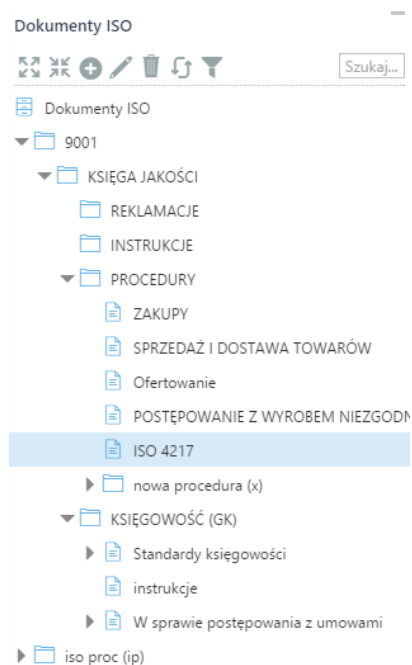 Dokumenty ISO
Szukaj...
Dokumenty ISO
9001
KSIĘGA JAKOŚCI
REKLAMACJE
INSTRUKCJE
PROCEDURY
ZAKUPY
SPRZEDAŻ I DOSTAWA TOWARÓW
Ofertowanie
POSTĘPOWANIE Z WYROBEM NIEZGODN
ISO 4217
nowa procedura (x)
KSIĘGOWOŚĆ (GK)
Standardy księgowości
instrukcje
W sprawie postępowania z umowami
iso proc (ip)